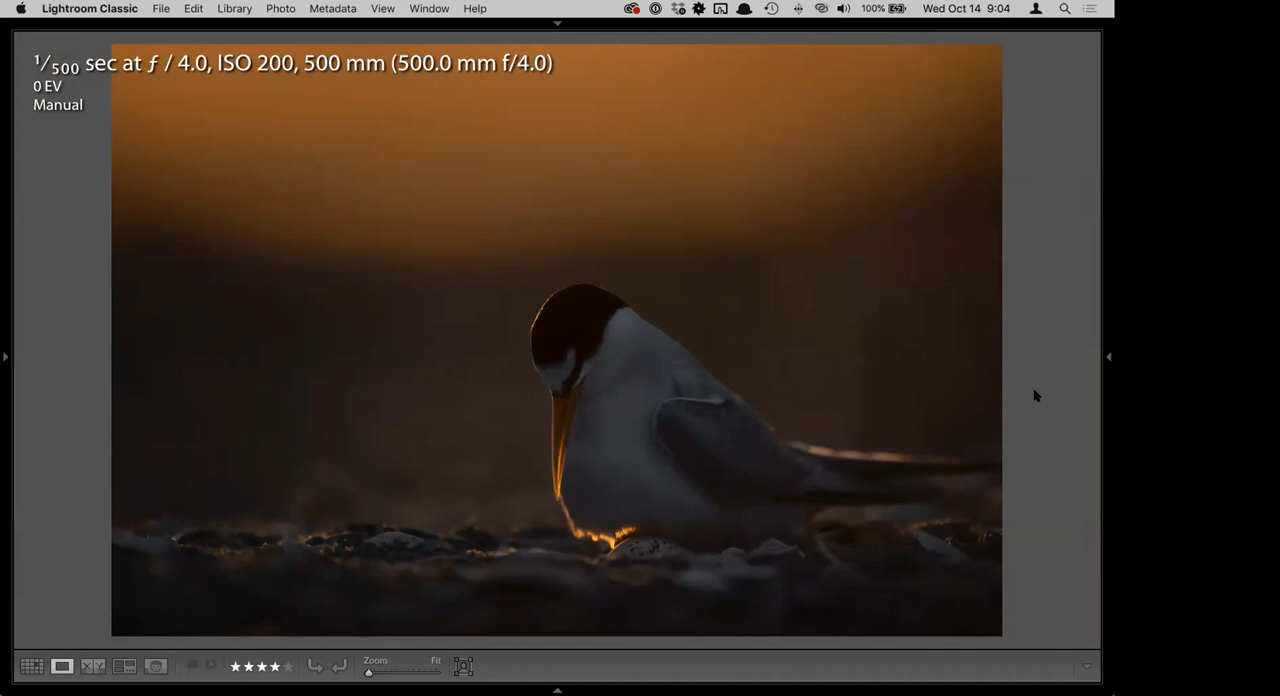 Lightroom Classic File Edit Library Photo Metadata View Window Help 100% Wed Oct 14 9:04
1/500 sec at ƒ / 4.0, ISO 200, 500 mm (500.0 mm f/4.0)
0 EV
Manual
XY Zoom Fit